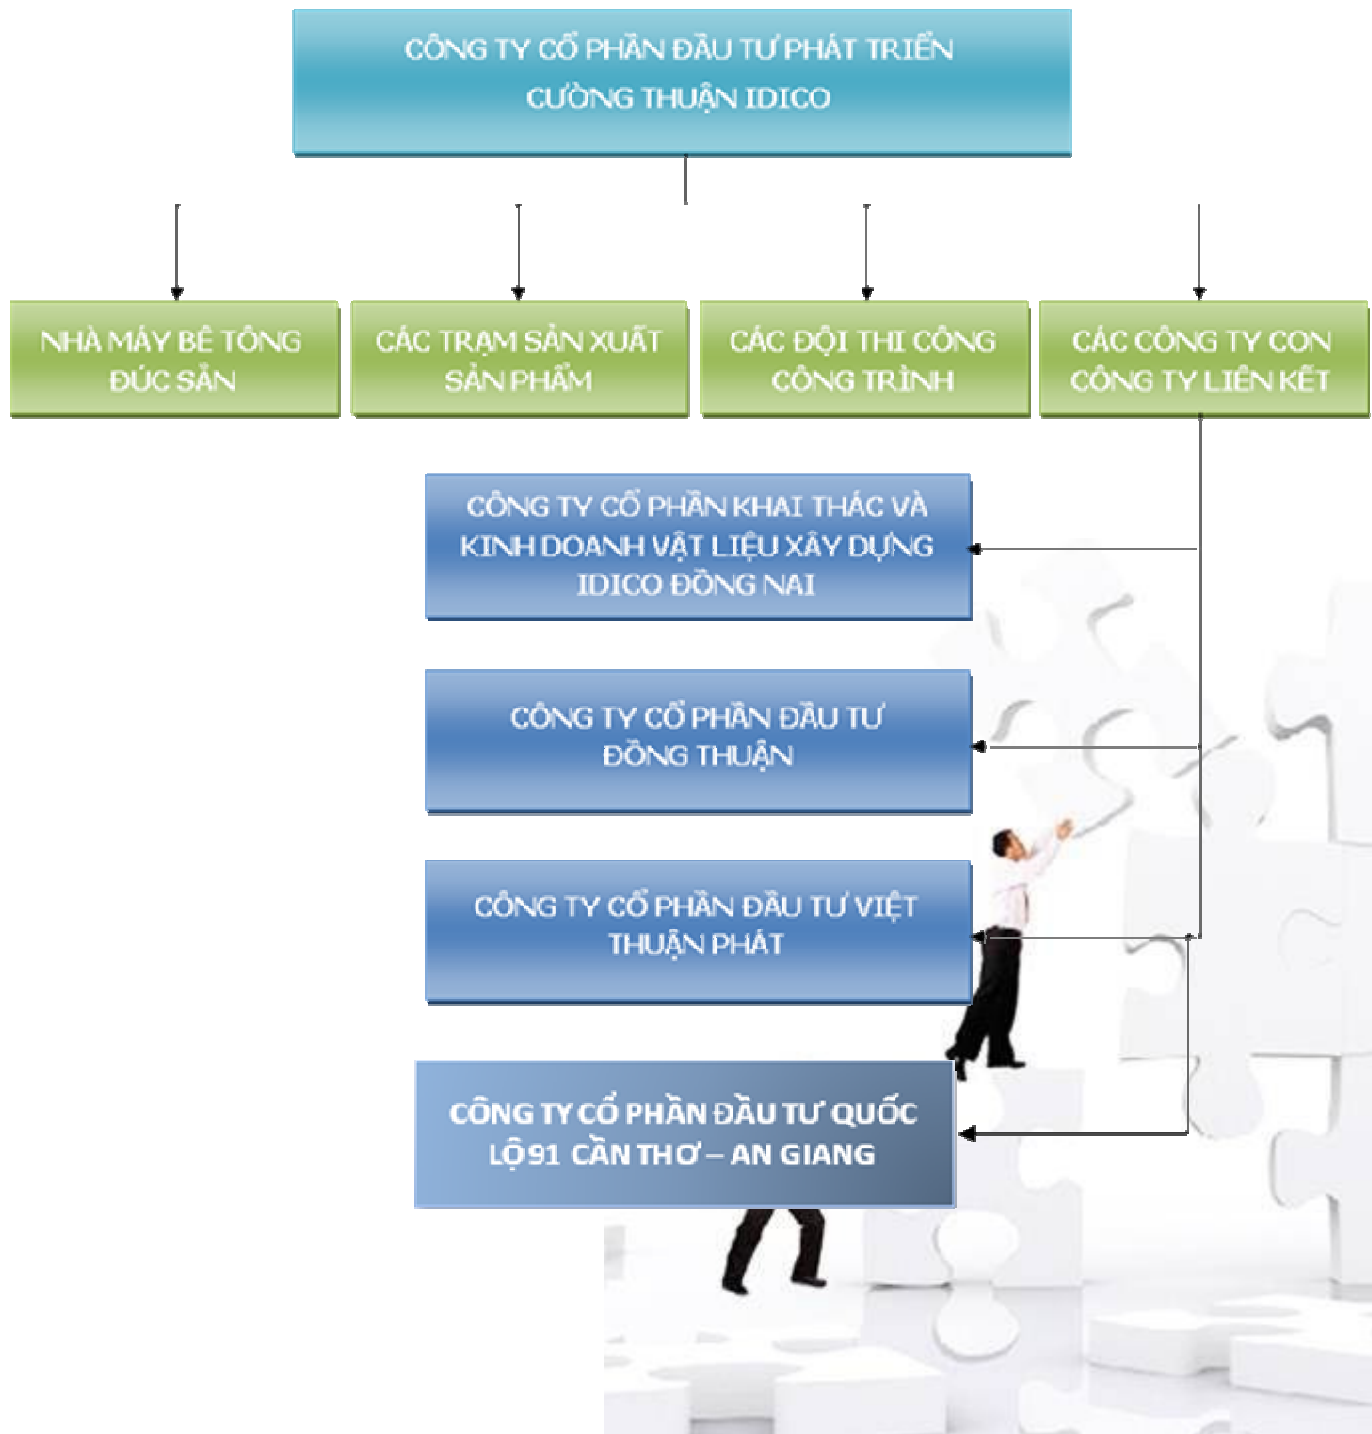 CÔNG TY CỔ PHẦN ĐẦU TƯ PHÁT TRIỂN
CƯỜNG THUẬN IDICO
NHÀ MÁY BÊ TÔNG
ĐÚC SẴN
CÁC TRẠM SẢN XUẤT
SẢN PHẨM
CÁC ĐỘI THI CÔNG
CÔNG TRÌNH
CÁC CÔNG TY CON
CÔNG TY LIÊN KẾT
CÔNG TY CỔ PHẦN KHAI THÁC VÀ
KINH DOANH VẬT LIỆU XÂY DỰNG
IDICO ĐỒNG NAI
CÔNG TY CỔ PHẦN ĐẦU TƯ
ĐỒNG THUẬN
CÔNG TY CỔ PHẦN ĐẦU TƯ VIỆT
THUẬN PHÁT
CÔNG TY CỔ PHẦN ĐẦU TƯ QUỐC
LỘ 91 CẦN THƠ – AN GIANG